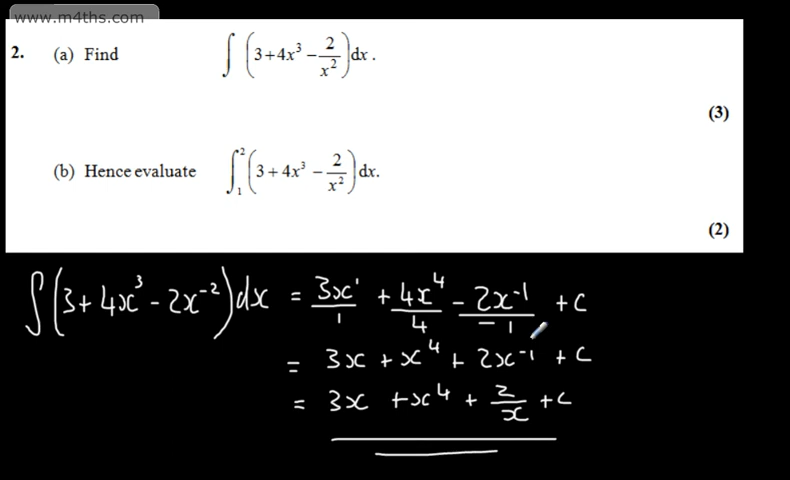 www.m4ths.com
2. (a) Find ∫ (3+4x³ − 2/x²) dx .
(3)
(b) Hence evaluate ∫₁² (3+4x³ − 2/x²) dx.
(2)
∫(3+4x³ − 2x⁻²)dx = 3x¹/1 + 4x⁴/4 − 2x⁻¹/−1 + c
= 3x + x⁴ + 2x⁻¹ + c
= 3x + x⁴ + 2/x + c